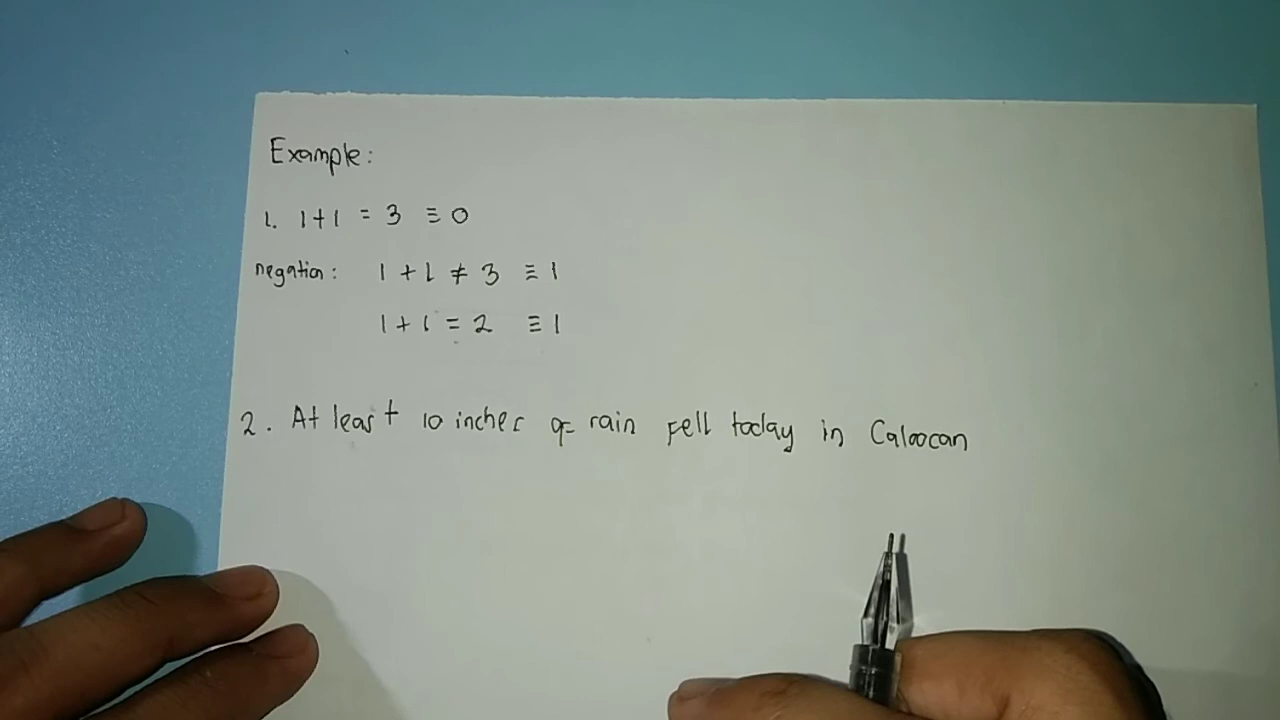 Example:
1. 1+1 = 3 ≡ 0
negation: 1 + 1 ≠ 3 ≡ 1
1 + 1 = 2 ≡ 1
2. At least 10 inches of rain fell today in Caloocan